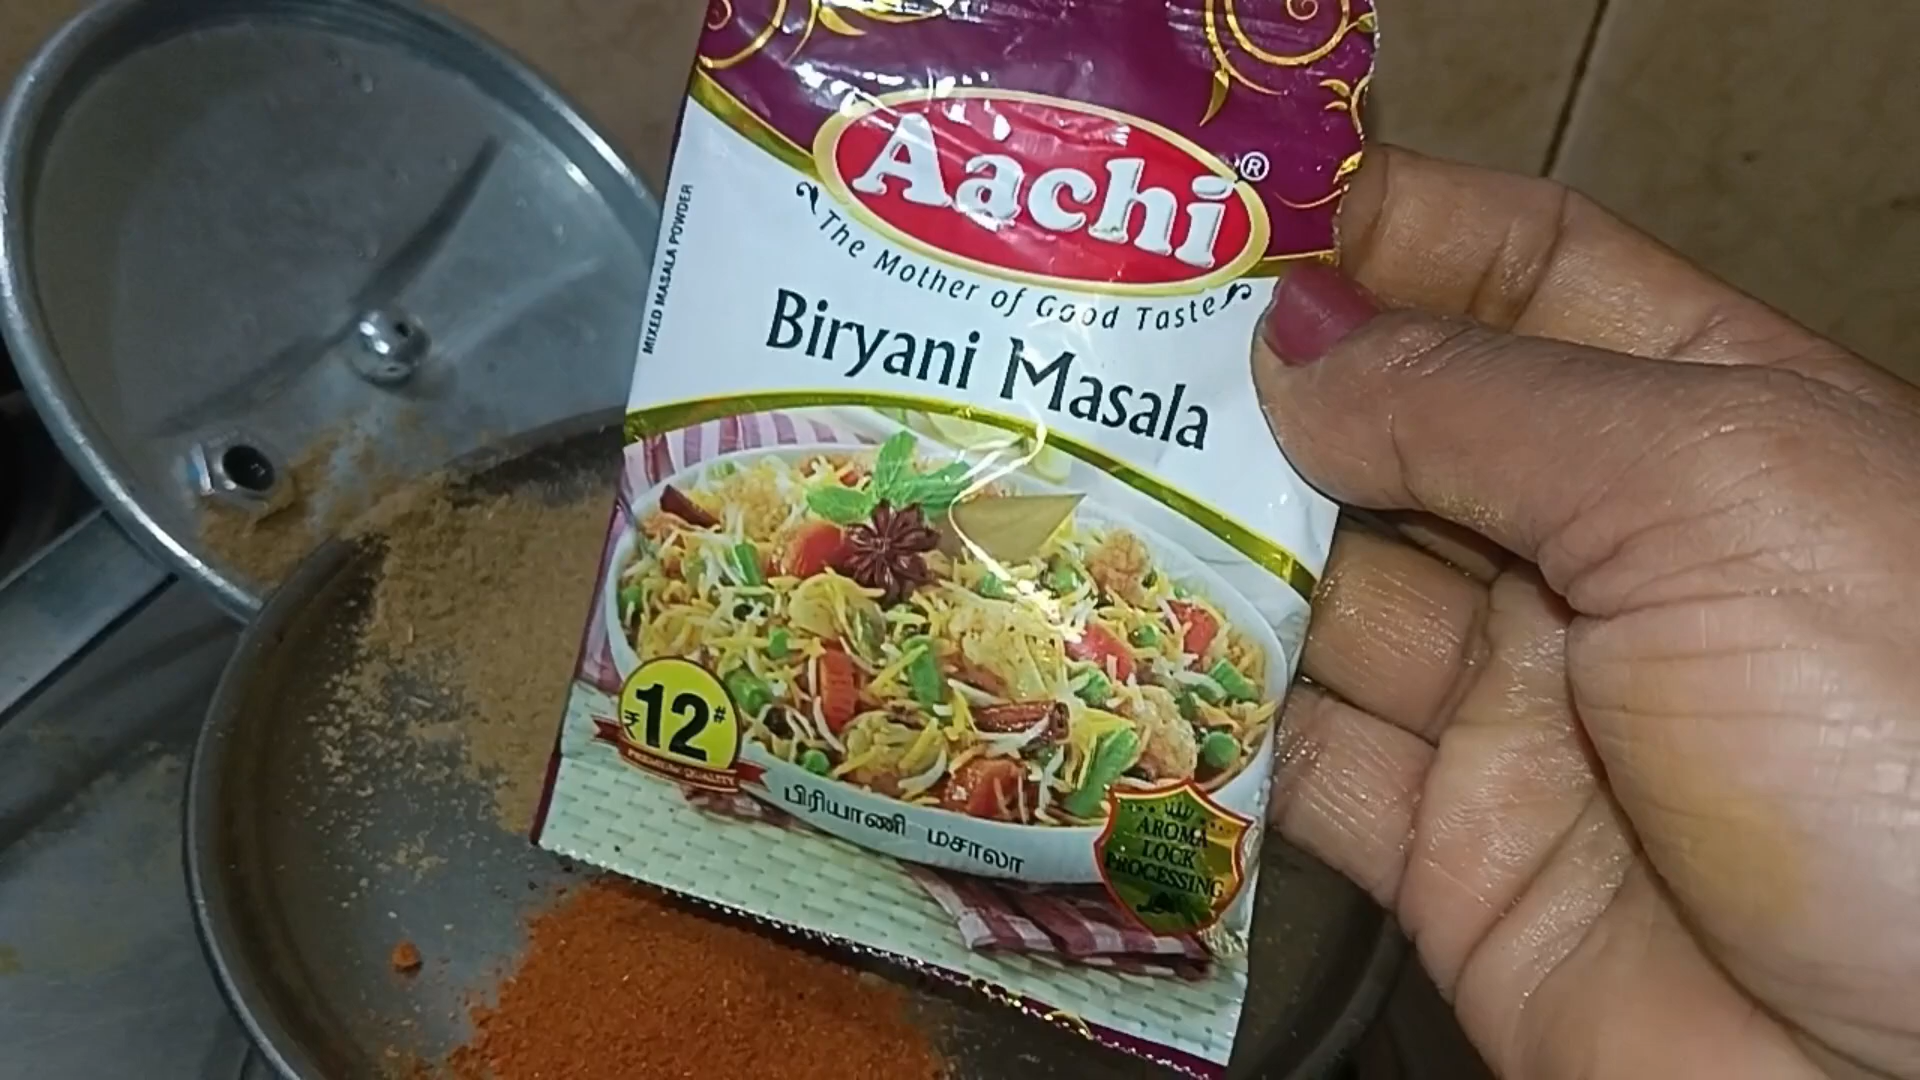 Aachi®
The Mother of Good Taste
Biryani Masala
MIXED MASALA POWDER
₹12#
PREMIUM QUALITY
பிரியாணி மசாலா
AROMA
LOCK
PROCESSING